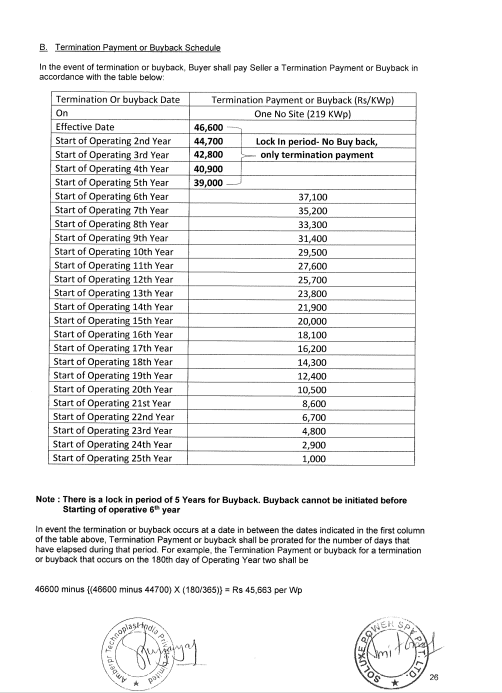 B. Termination Payment or Buyback Schedule
In the event of termination or buyback, Buyer shall pay Seller a Termination Payment or Buyback in
accordance with the table below:
Termination Or buyback Date Termination Payment or Buyback (Rs/KWp)
On One No Site (219 KWp)
Effective Date 46,600
Start of Operating 2nd Year 44,700 Lock In period- No Buy back,
Start of Operating 3rd Year 42,800 only termination payment
Start of Operating 4th Year 40,900
Start of Operating 5th Year 39,000
Start of Operating 6th Year 37,100
Start of Operating 7th Year 35,200
Start of Operating 8th Year 33,300
Start of Operating 9th Year 31,400
Start of Operating 10th Year 29,500
Start of Operating 11th Year 27,600
Start of Operating 12th Year 25,700
Start of Operating 13th Year 23,800
Start of Operating 14th Year 21,900
Start of Operating 15th Year 20,000
Start of Operating 16th Year 18,100
Start of Operating 17th Year 16,200
Start of Operating 18th Year 14,300
Start of Operating 19th Year 12,400
Start of Operating 20th Year 10,500
Start of Operating 21st Year 8,600
Start of Operating 22nd Year 6,700
Start of Operating 23rd Year 4,800
Start of Operating 24th Year 2,900
Start of Operating 25th Year 1,000
Note : There is a lock in period of 5 Years for Buyback. Buyback cannot be initiated before
Starting of operative 6th year
In event the termination or buyback occurs at a date in between the dates indicated in the first column
of the table above, Termination Payment or buyback shall be prorated for the number of days that
have elapsed during that period. For example, the Termination Payment or buyback for a termination
or buyback that occurs on the 180th day of Operating Year two shall be
46600 minus {(46600 minus 44700) X (180/365)} = Rs 45,663 per Wp
Technoplast India Private Limited
POWER SPV PVT. LTD.
26